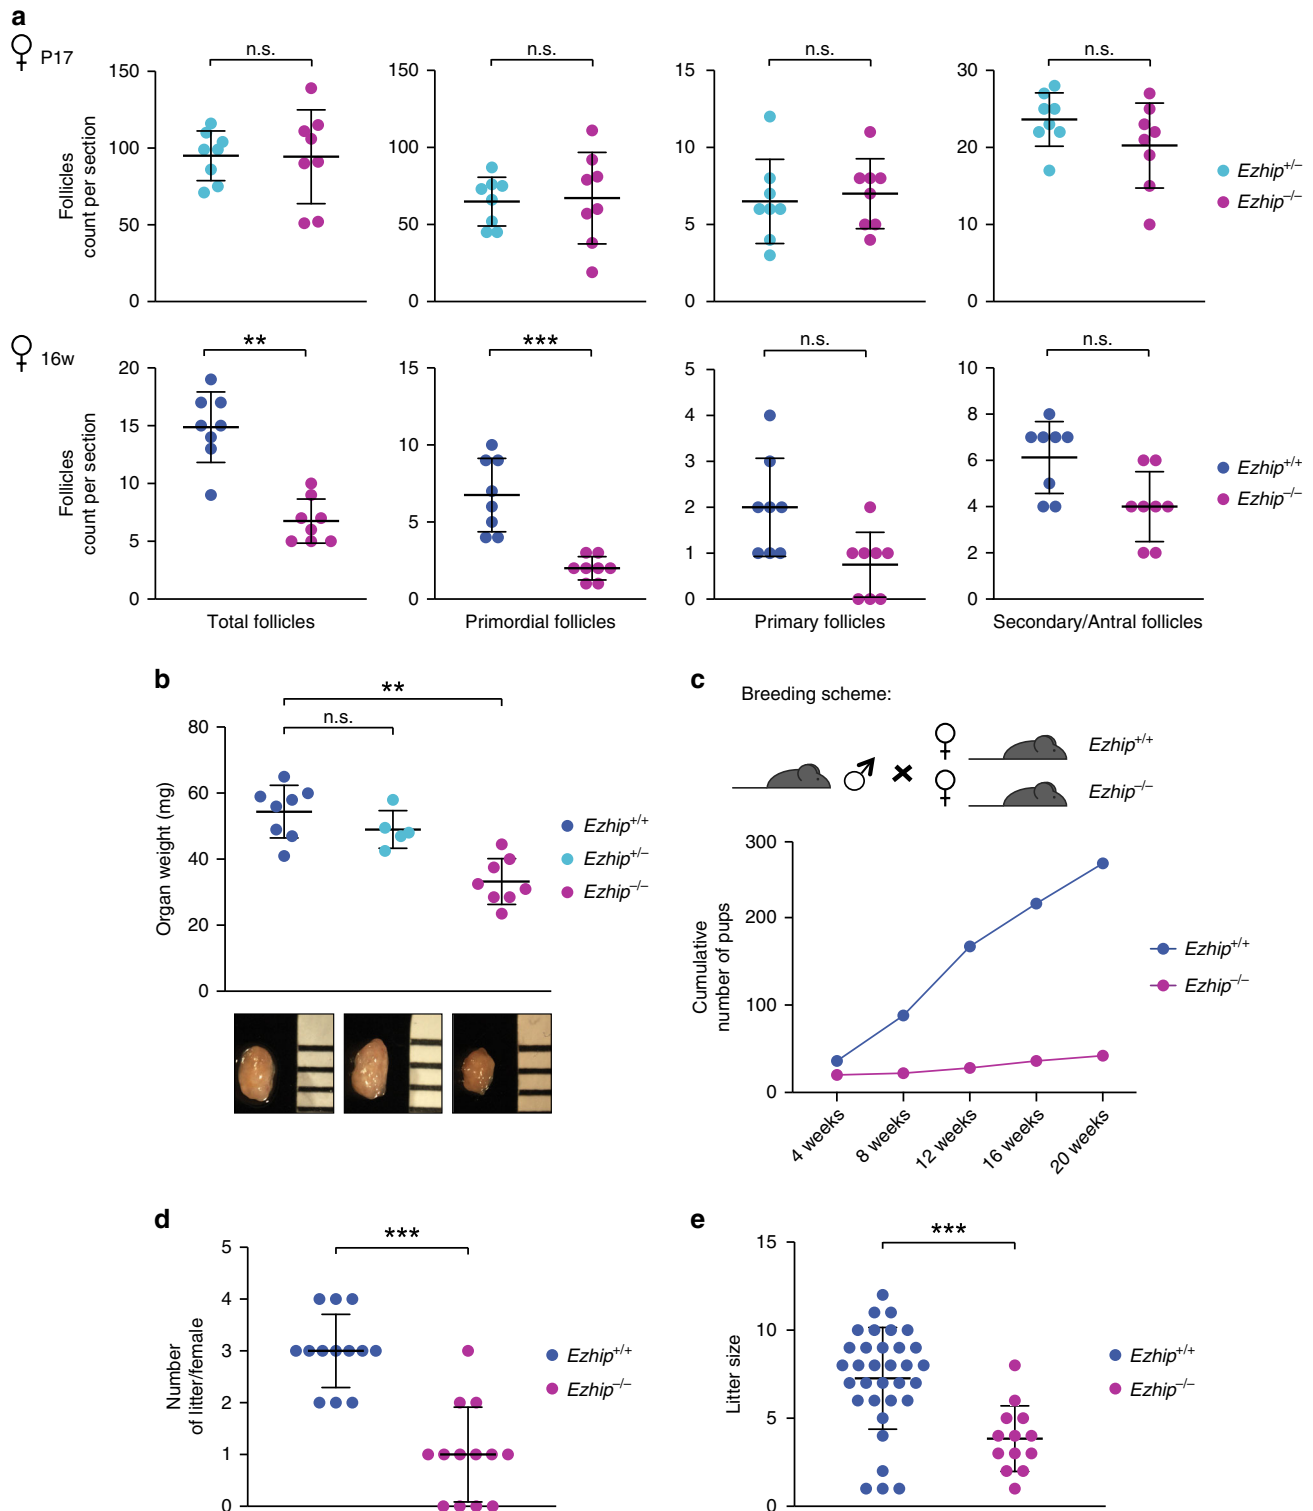 a
♀ P17
n.s.
n.s.
n.s.
n.s.
Follicles
count per section
150
100
50
0
150
100
50
0
15
10
5
0
30
20
10
0
Ezhip+/–
Ezhip–/–
♀ 16w
**
***
n.s.
n.s.
Follicles
count per section
20
15
10
5
0
15
10
5
0
5
4
3
2
1
0
10
8
6
4
2
0
Ezhip+/+
Ezhip–/–
Total follicles
Primordial follicles
Primary follicles
Secondary/Antral follicles
b
**
n.s.
Organ weight (mg)
80
60
40
20
0
Ezhip+/+
Ezhip+/–
Ezhip–/–
c
Breeding scheme:
Ezhip+/+
Ezhip–/–
Cumulative
number of pups
300
200
100
0
4 weeks
8 weeks
12 weeks
16 weeks
20 weeks
Ezhip+/+
Ezhip–/–
d
***
Number
of litter/female
5
4
3
2
1
0
Ezhip+/+
Ezhip–/–
e
***
Litter size
15
10
5
0
Ezhip+/+
Ezhip–/–